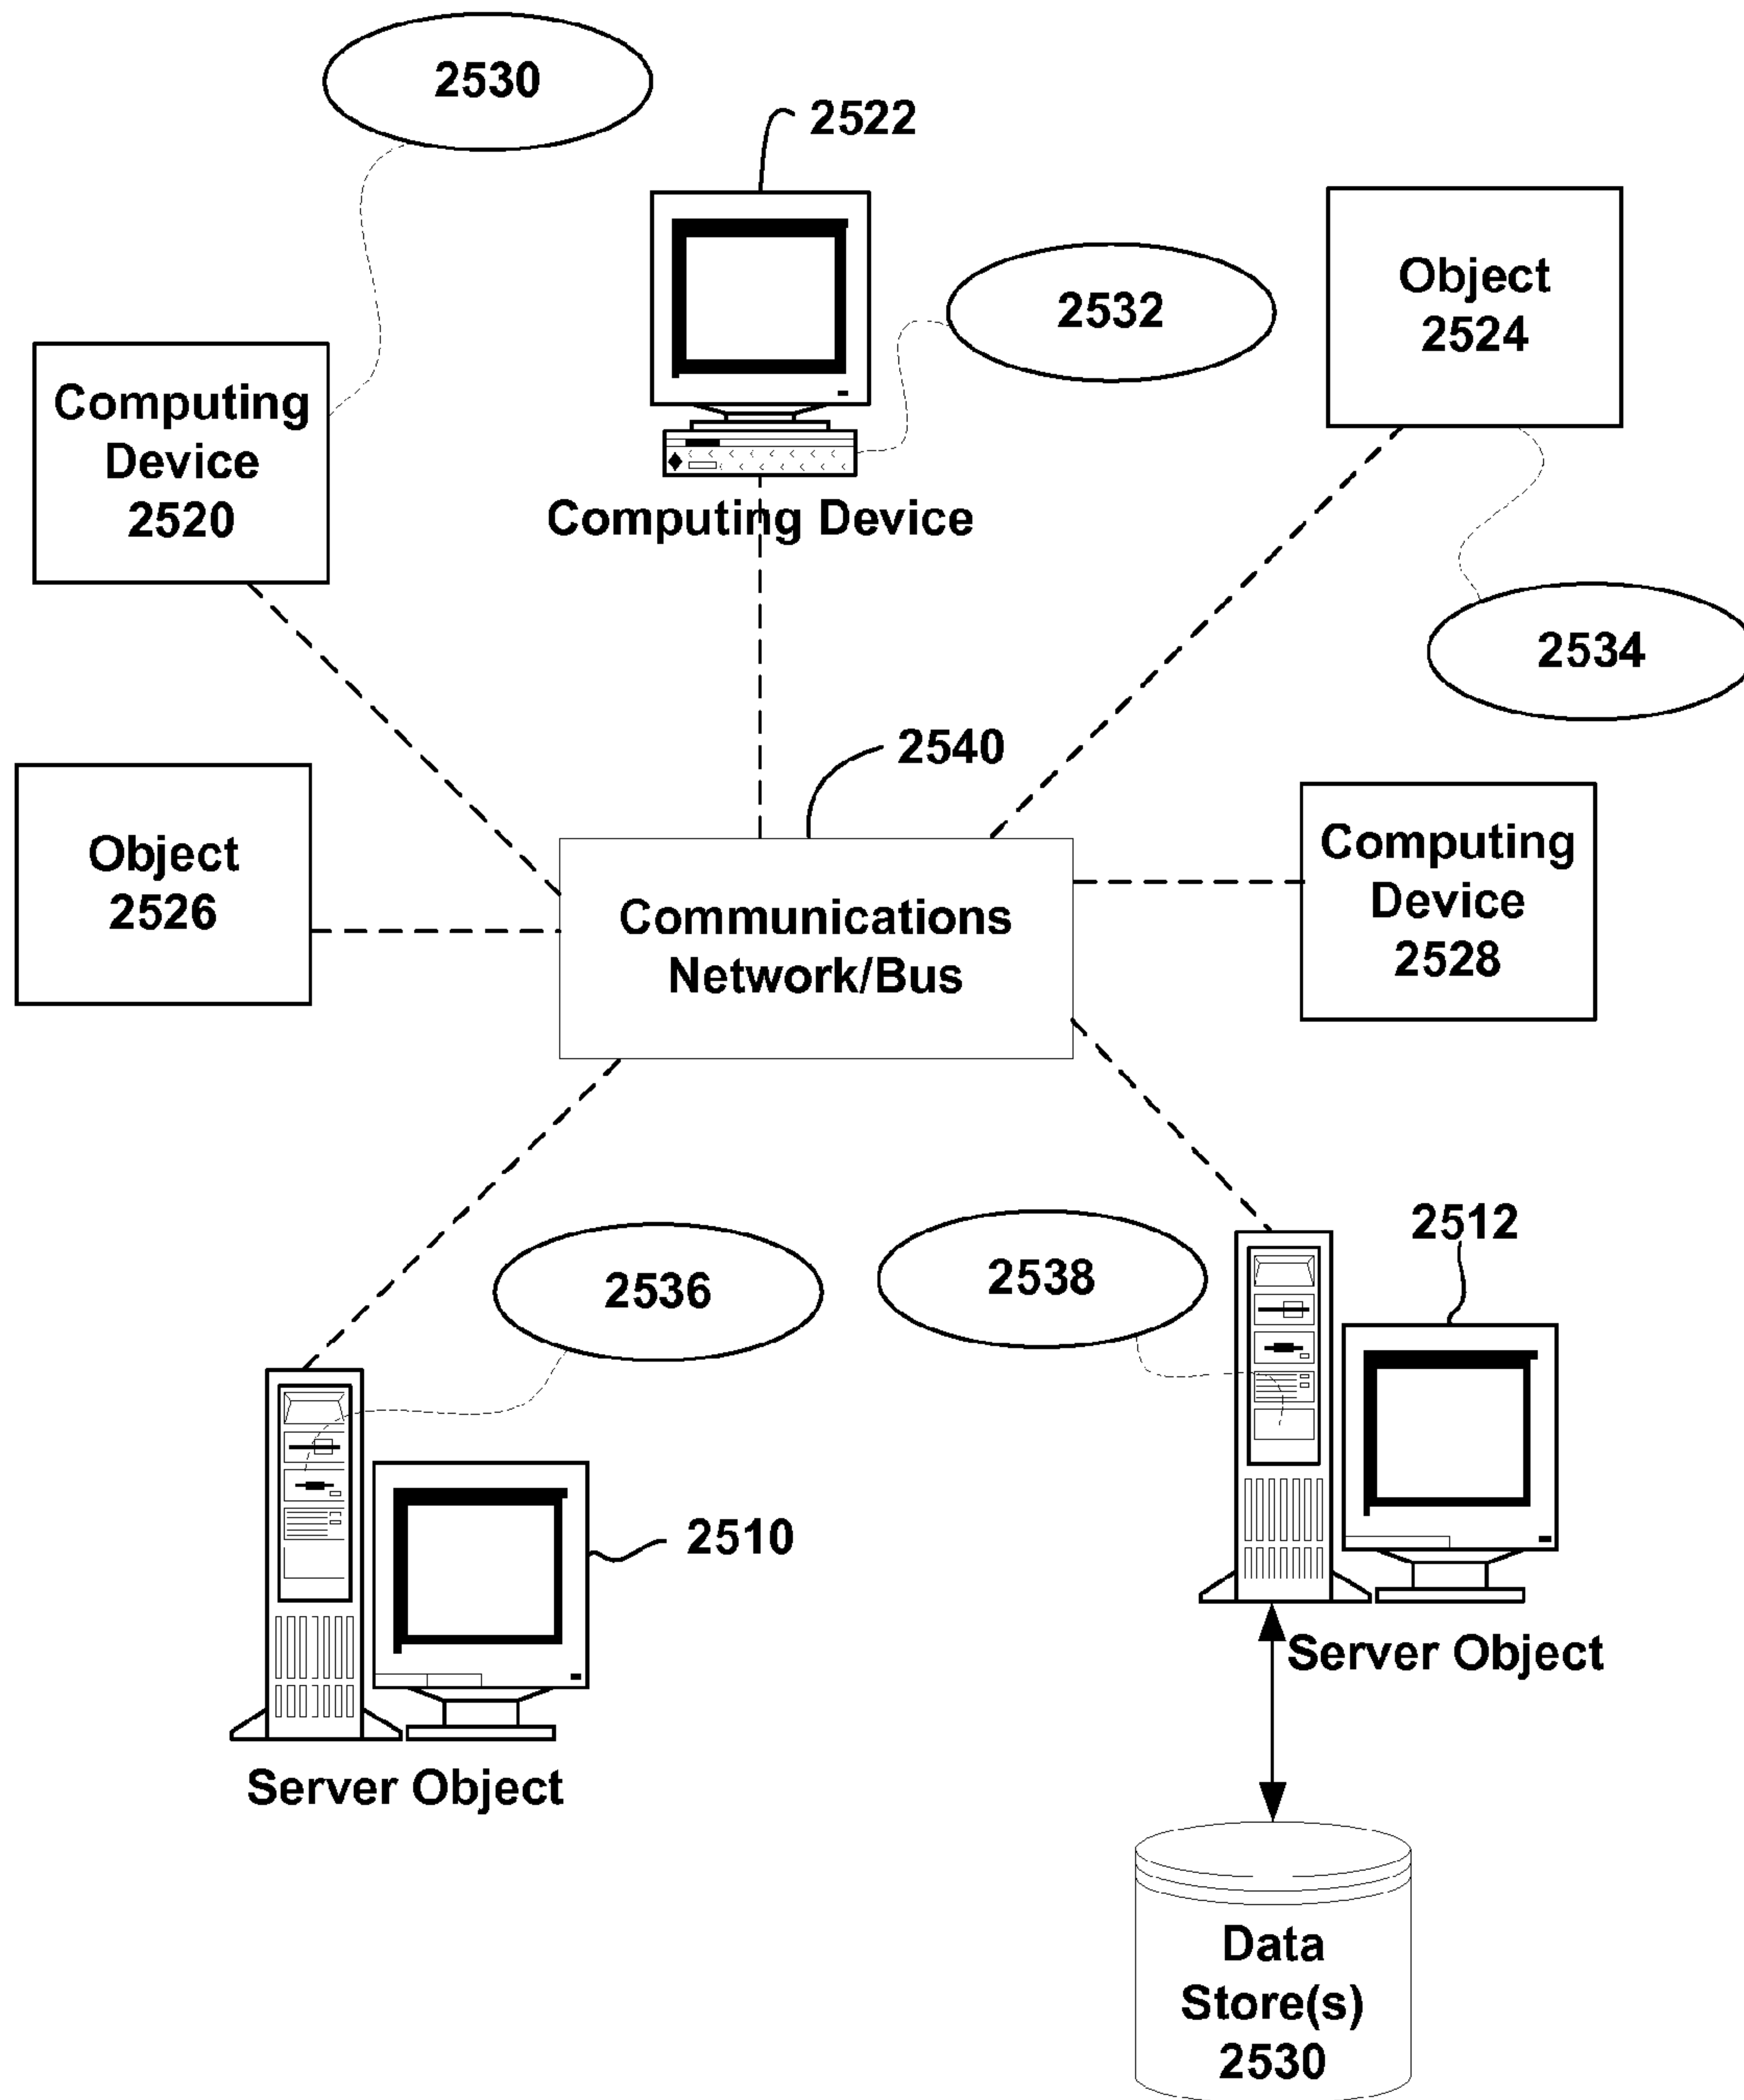 2530
2522
Object
2524
2532
Computing
Device
2520
Computing Device
2534
2540
Object
2526
Communications
Network/Bus
Computing
Device
2528
2512
2536
2538
2510
Server Object
Server Object
Data
Store(s)
2530